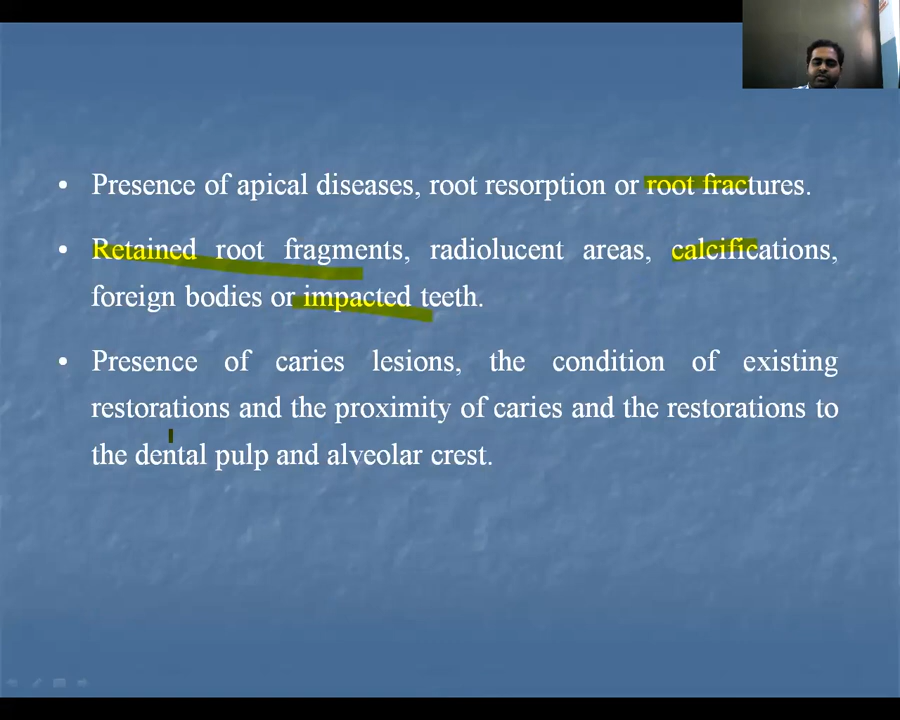 • Presence of apical diseases, root resorption or root fractures.
• Retained root fragments, radiolucent areas, calcifications,
foreign bodies or impacted teeth.
• Presence of caries lesions, the condition of existing
restorations and the proximity of caries and the restorations to
the dental pulp and alveolar crest.